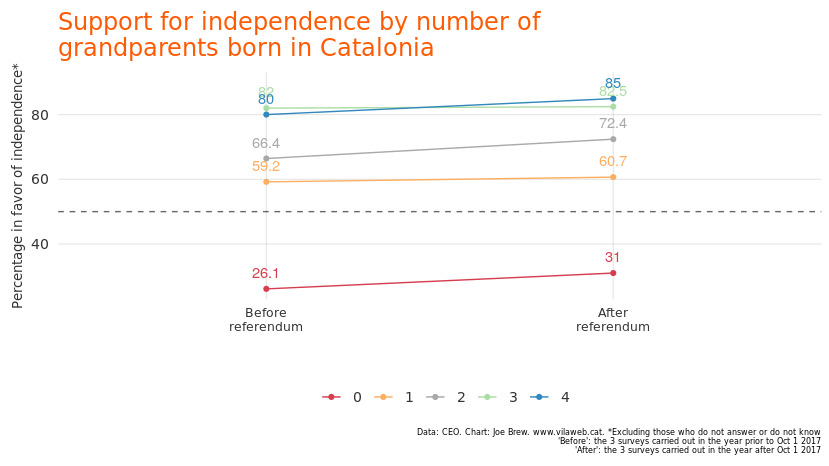 Support for independence by number of
grandparents born in Catalonia
Percentage in favor of independence*
80
60
40
82
80
66.4
59.2
26.1
85
82.5
72.4
60.7
31
Before
referendum
After
referendum
0 1 2 3 4
Data: CEO. Chart: Joe Brew. www.vilaweb.cat. *Excluding those who do not answer or do not know
'Before': the 3 surveys carried out in the year prior to Oct 1 2017
'After': the 3 surveys carried out in the year after Oct 1 2017